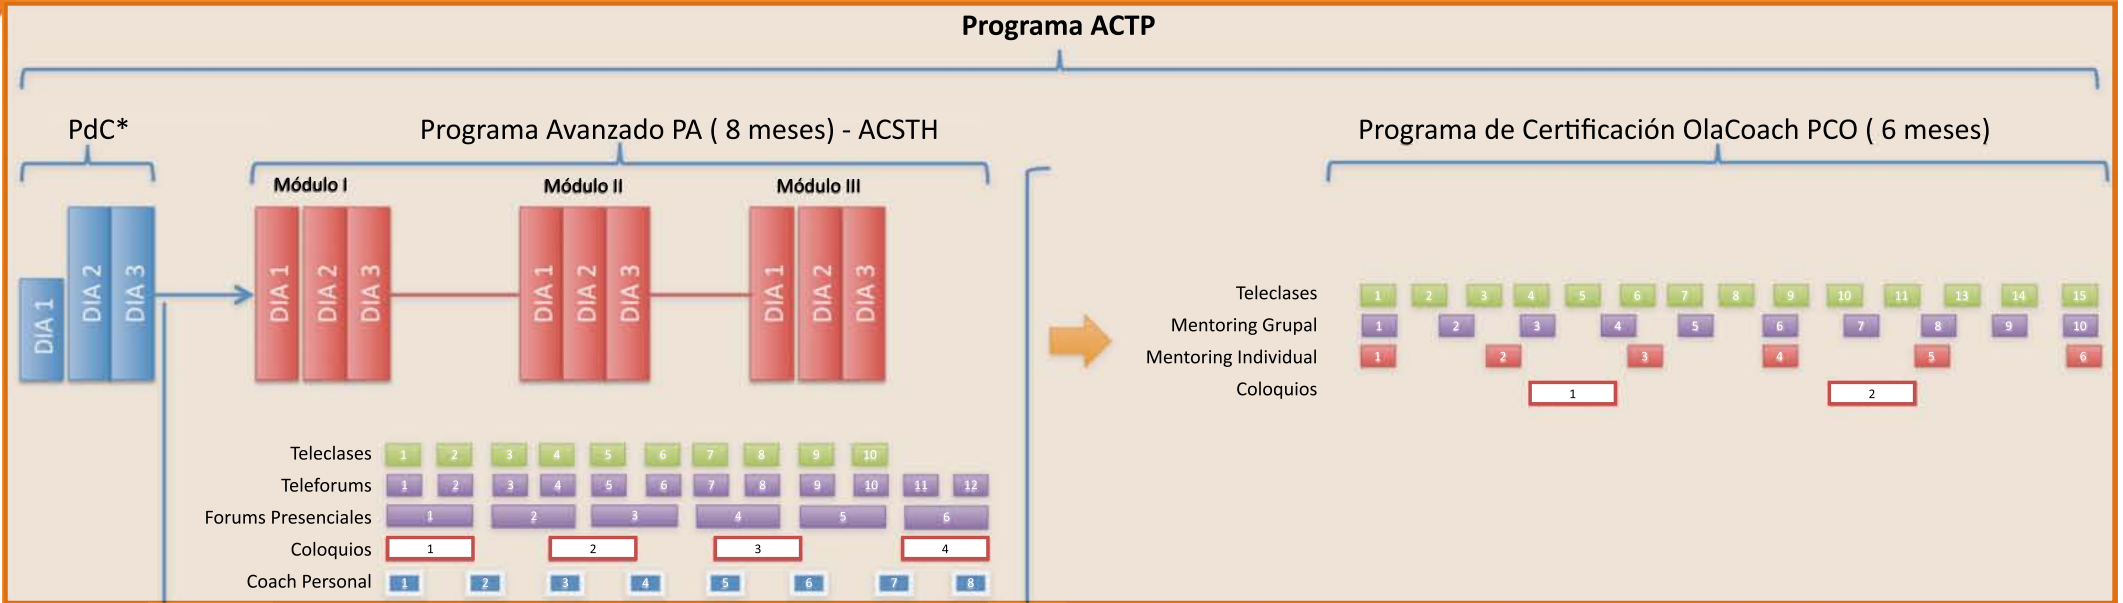 Programa ACTP
PdC*
Programa Avanzado PA ( 8 meses) - ACSTH
Programa de Certificación OlaCoach PCO ( 6 meses)
Módulo I
Módulo II
Módulo III
DIA 1
DIA 2
DIA 3
DIA 1
DIA 2
DIA 3
DIA 1
DIA 2
DIA 3
DIA 1
DIA 2
DIA 3
Teleclases 1 2 3 4 5 6 7 8 9 10 11 13 14 15
Mentoring Grupal 1 2 3 4 5 6 7 8 9 10
Mentoring Individual 1 2 3 4 5 6
Coloquios 1 2
Teleclases 1 2 3 4 5 6 7 8 9 10
Teleforums 1 2 3 4 5 6 7 8 9 10 11 12
Forums Presenciales 1 2 3 4 5 6
Coloquios 1 2 3 4
Coach Personal 1 2 3 4 5 6 7 8